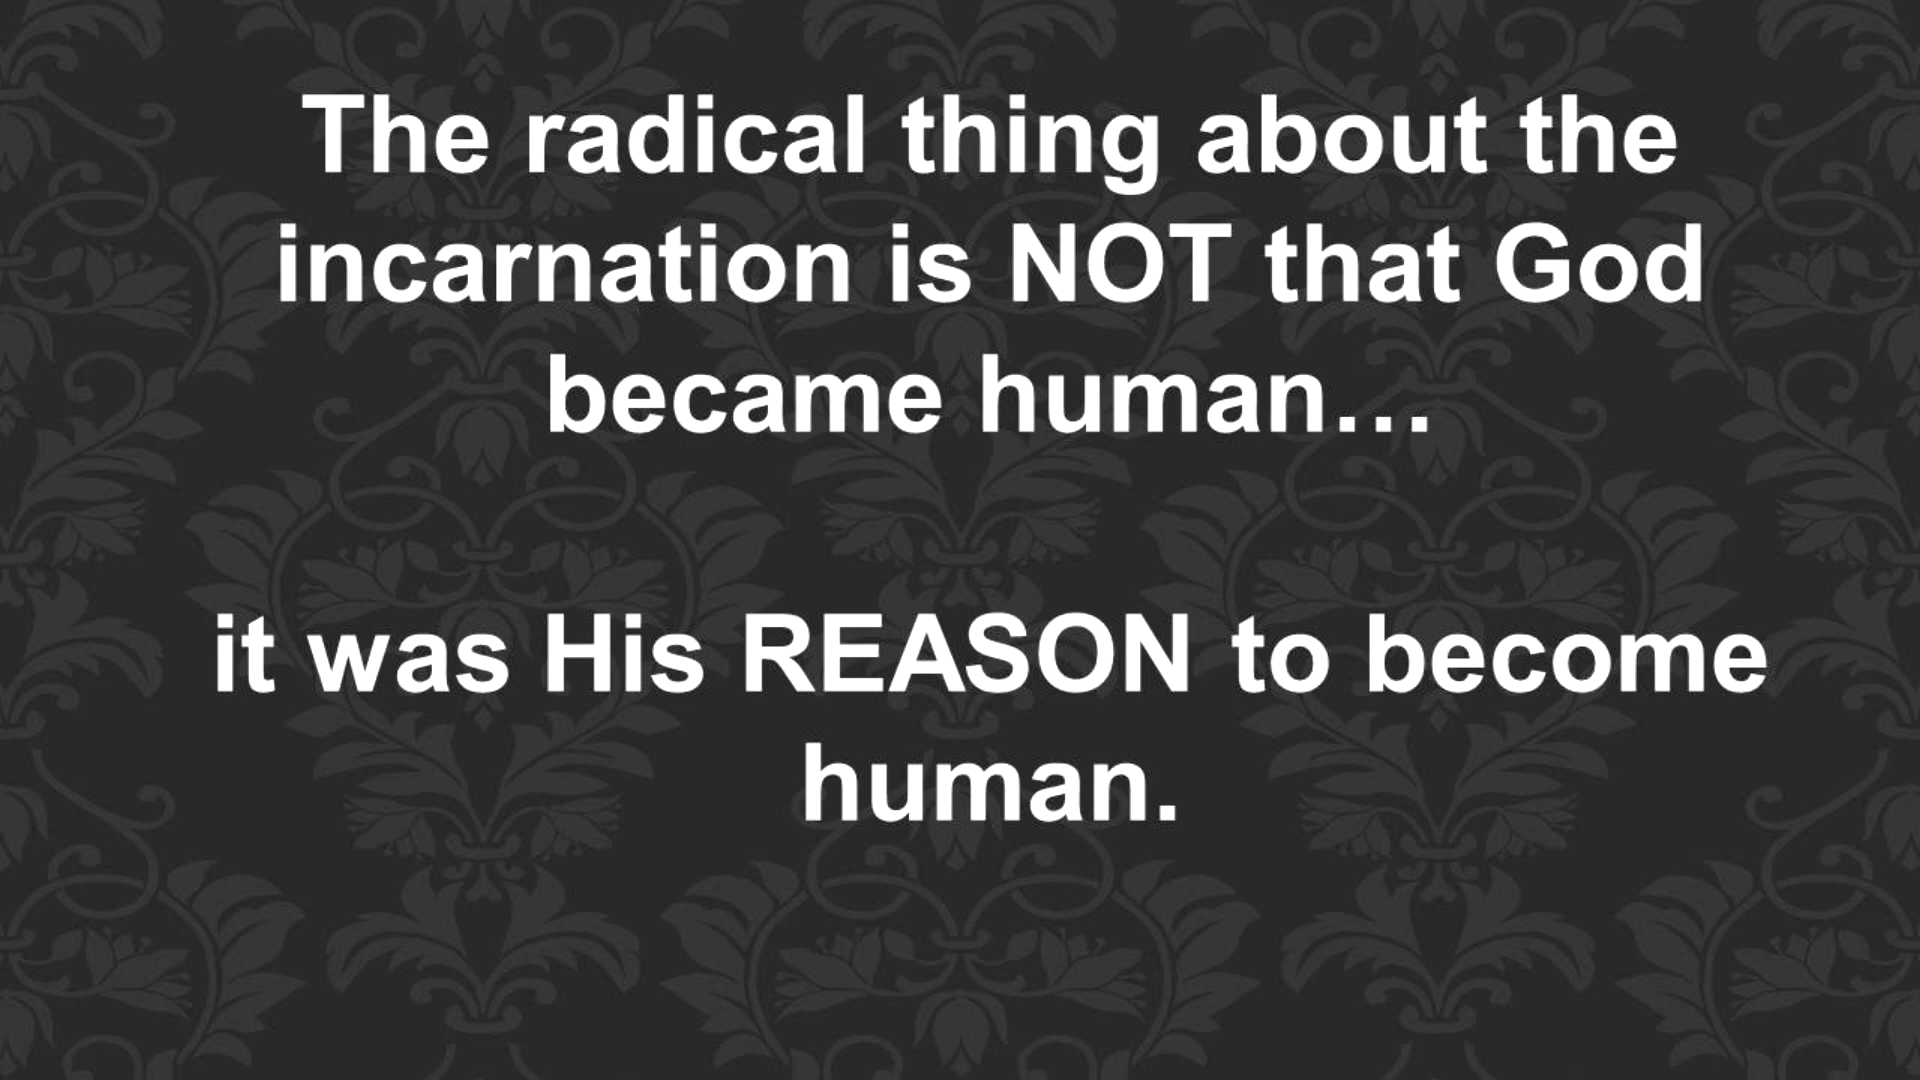 The radical thing about the
incarnation is NOT that God
became human…
it was His REASON to become
human.